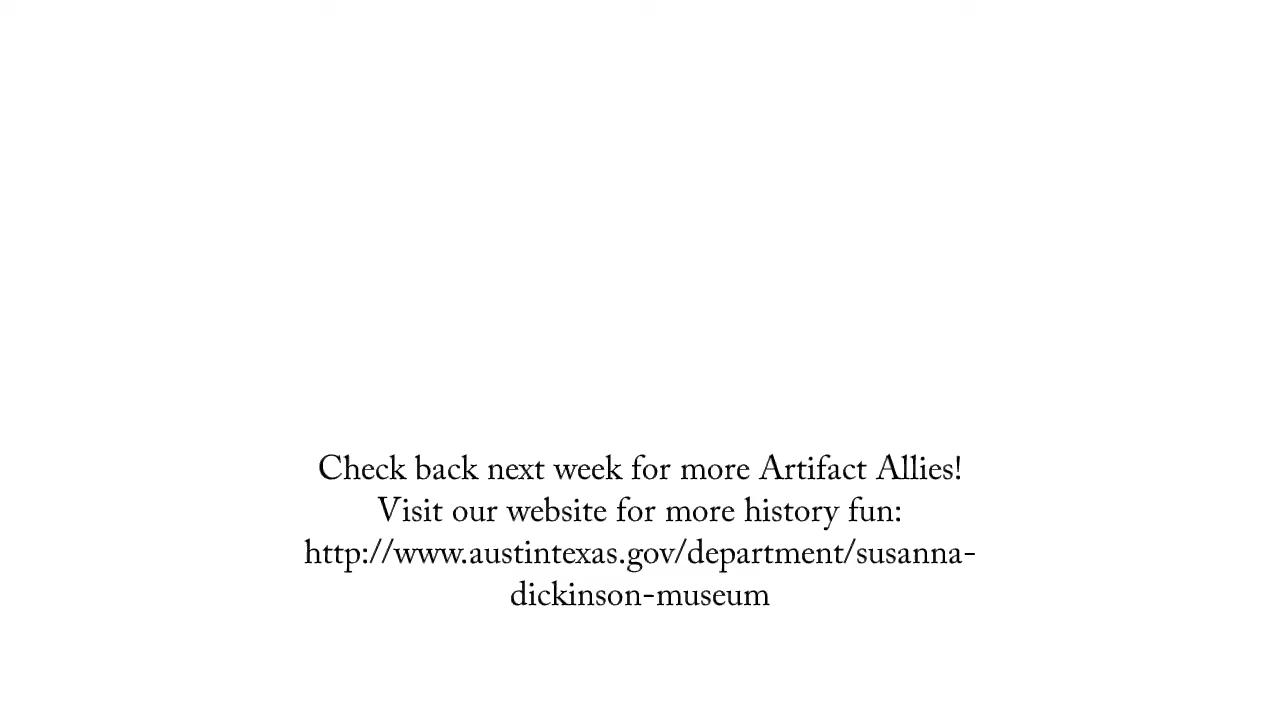 Check back next week for more Artifact Allies!
Visit our website for more history fun:
http://www.austintexas.gov/department/susanna-
dickinson-museum